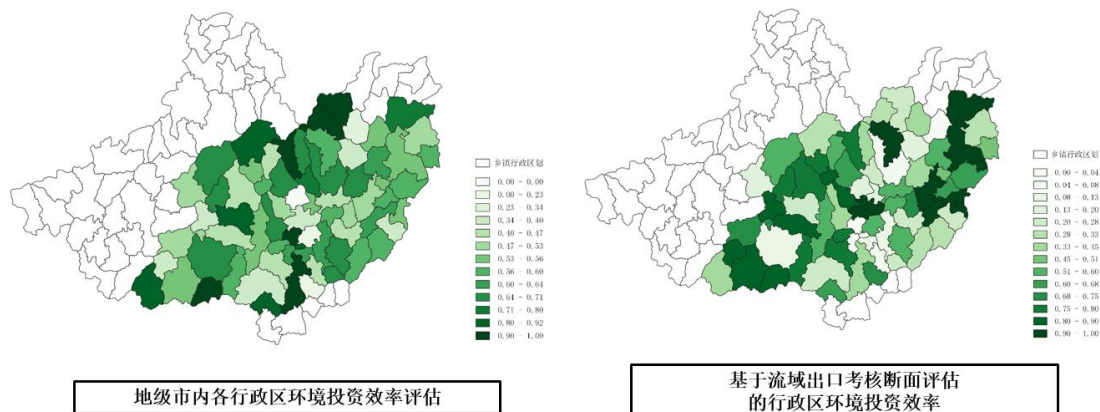 乡镇行政区划
0.00 - 0.00
0.00 - 0.23
0.23 - 0.34
0.34 - 0.40
0.40 - 0.47
0.47 - 0.53
0.53 - 0.56
0.56 - 0.60
0.60 - 0.64
0.64 - 0.71
0.71 - 0.80
0.80 - 0.92
0.90 - 1.00
地级市内各行政区环境投资效率评估
乡镇行政区划
0.00 - 0.04
0.04 - 0.08
0.08 - 0.13
0.13 - 0.20
0.20 - 0.28
0.28 - 0.33
0.33 - 0.45
0.45 - 0.51
0.51 - 0.60
0.60 - 0.68
0.68 - 0.75
0.75 - 0.80
0.80 - 0.90
0.90 - 1.00
基于流域出口考核断面评估
的行政区环境投资效率